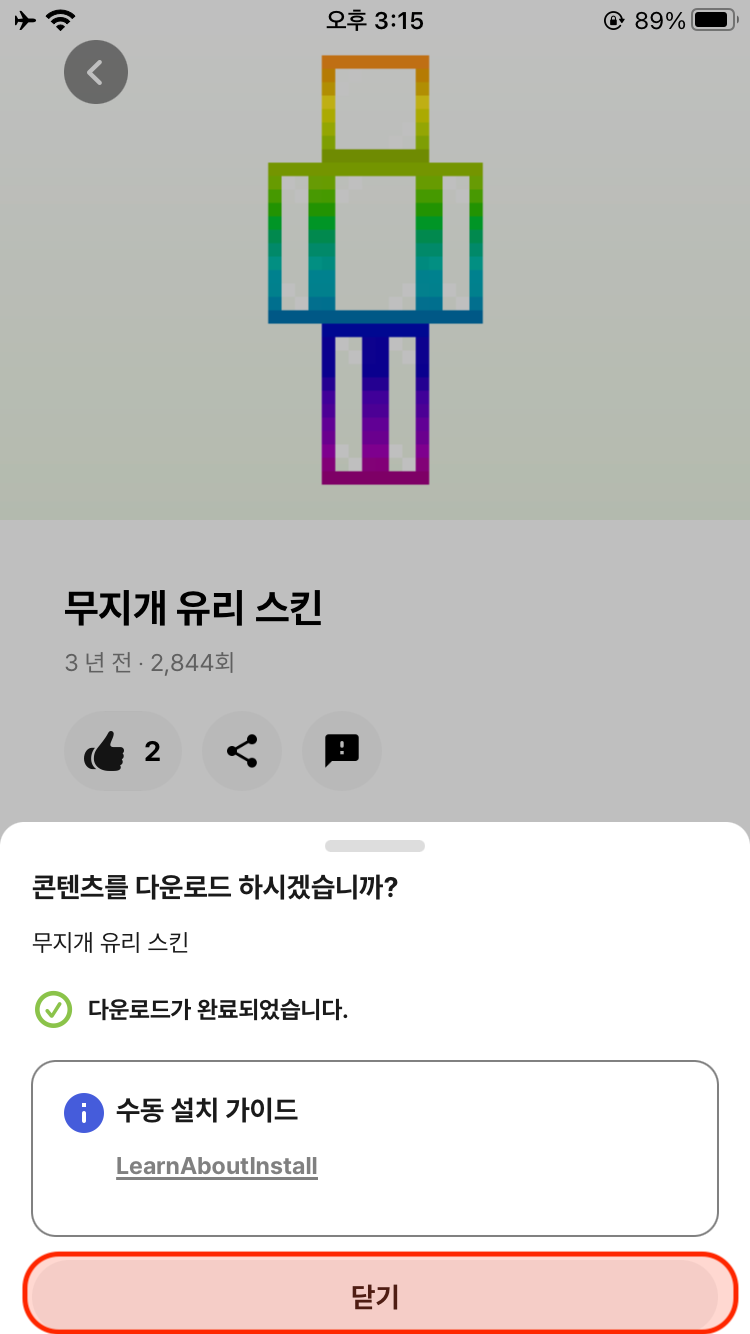 오후 3:15
89%
무지개 유리 스킨
3 년 전 · 2,844회
2
콘텐츠를 다운로드 하시겠습니까?
무지개 유리 스킨
다운로드가 완료되었습니다.
수동 설치 가이드
LearnAboutInstall
닫기